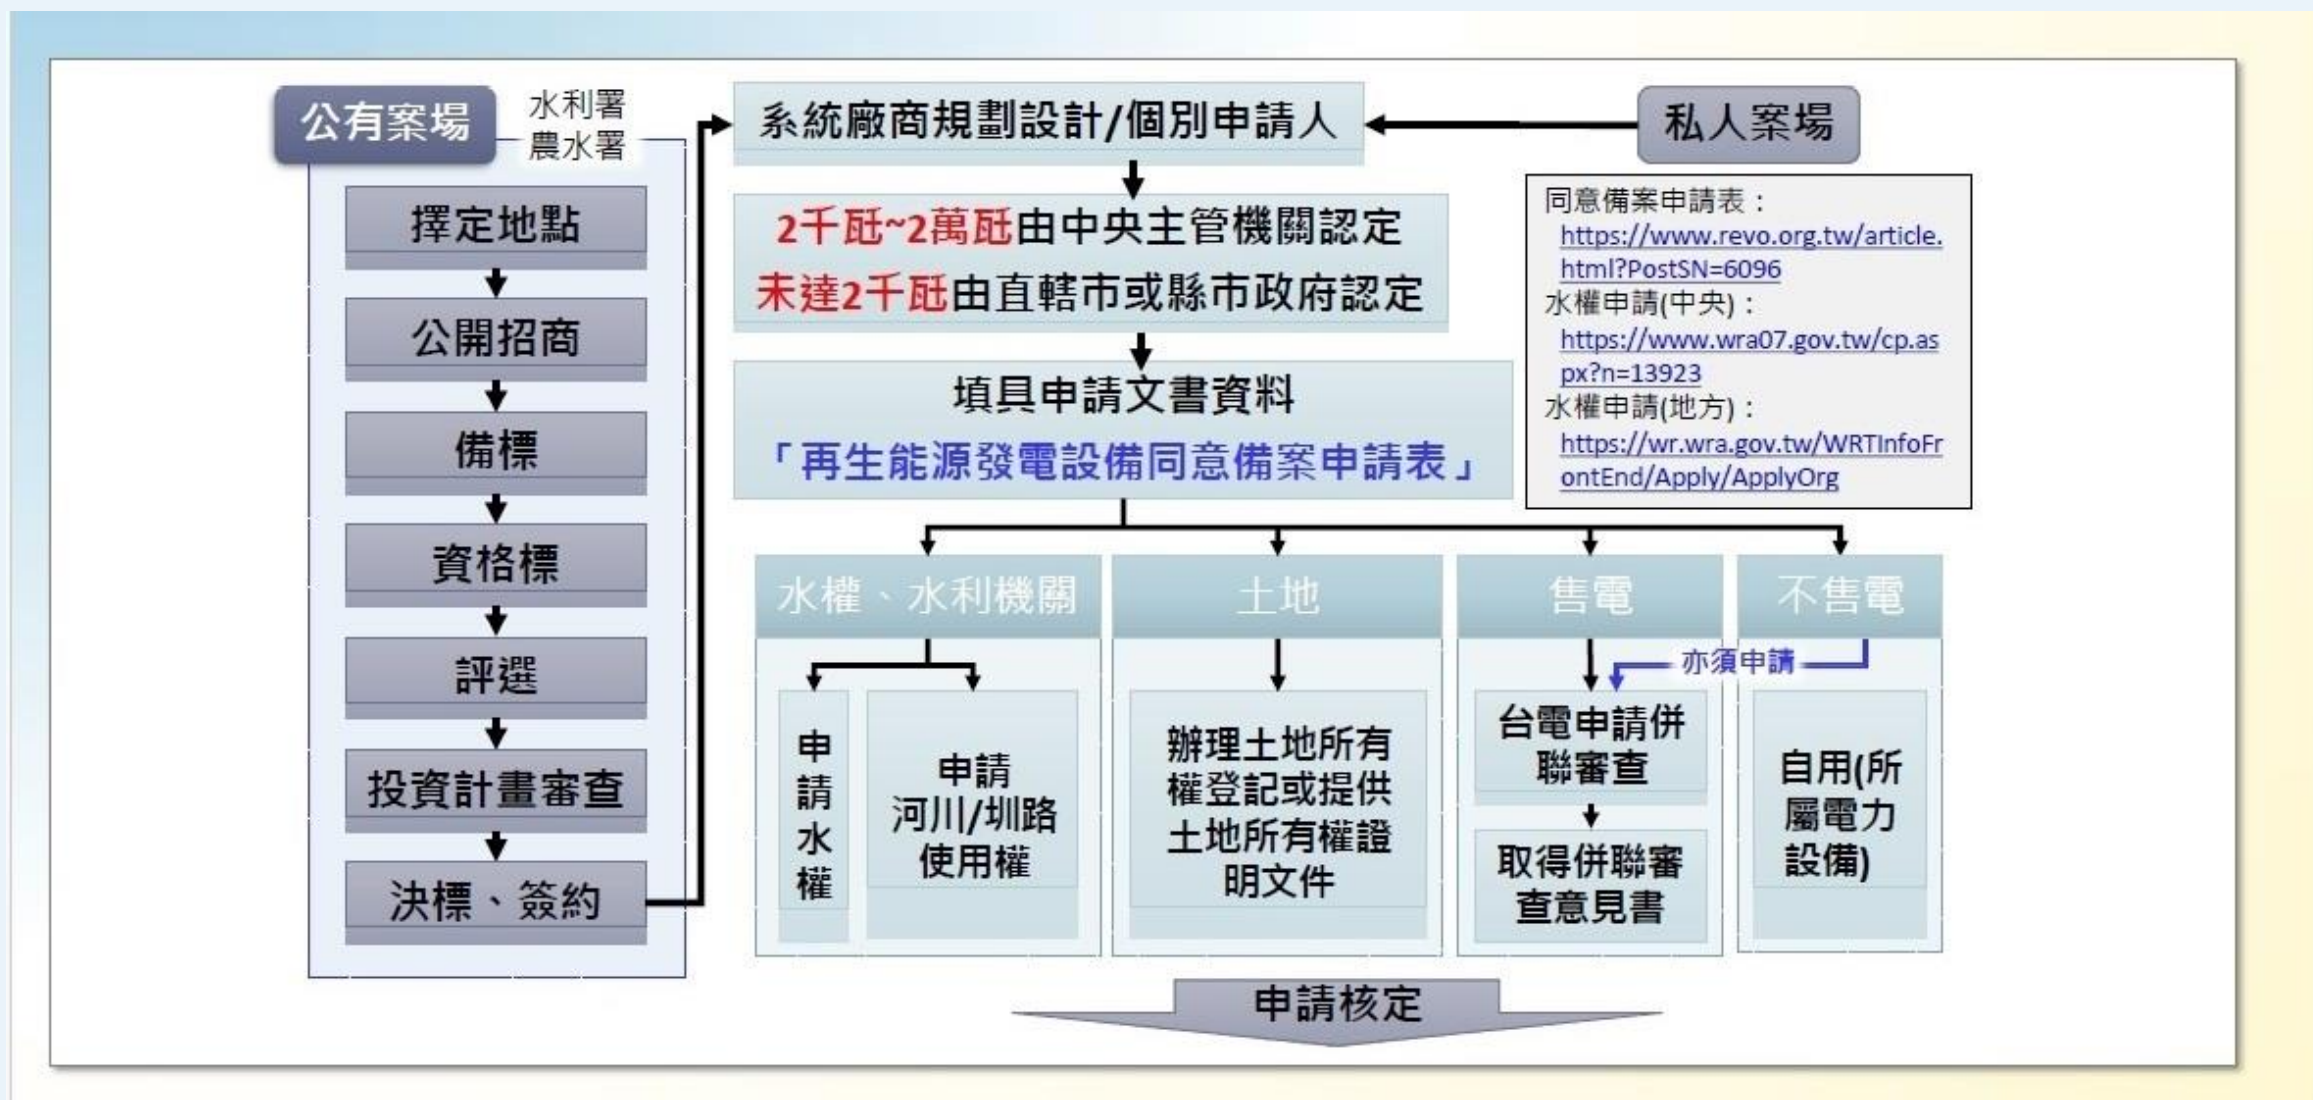 公有案場
水利署
農水署
擇定地點
公開招商
備標
資格標
評選
投資計畫審查
決標、簽約
系統廠商規劃設計/個別申請人
私人案場
2千瓩~2萬瓩由中央主管機關認定
未達2千瓩由直轄市或縣市政府認定
填具申請文書資料
「再生能源發電設備同意備案申請表」
同意備案申請表：
https://www.revo.org.tw/article.
html?PostSN=6096
水權申請(中央)：
https://www.wra07.gov.tw/cp.as
px?n=13923
水權申請(地方)：
https://wr.wra.gov.tw/WRTInfoFr
ontEnd/Apply/ApplyOrg
水權、水利機關
申
請
水
權
申請
河川/圳路
使用權
土地
辦理土地所有
權登記或提供
土地所有權證
明文件
售電
台電申請併
聯審查
取得併聯審
查意見書
不售電
亦須申請
自用(所
屬電力
設備)
申請核定